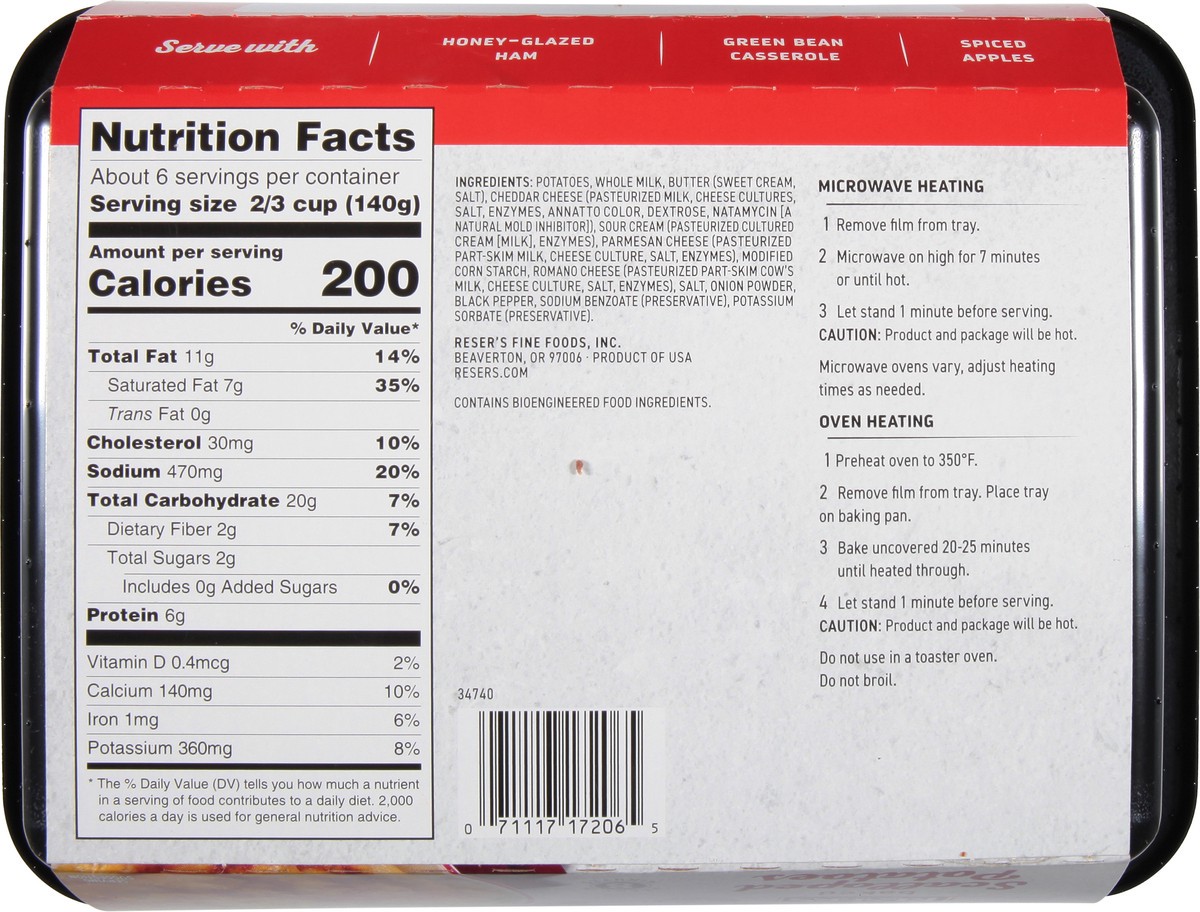 Serve with
HONEY-GLAZED
HAM
GREEN BEAN
CASSEROLE
SPICED
APPLES
Nutrition Facts
About 6 servings per container
Serving size 2/3 cup (140g)
Amount per serving
Calories 200
% Daily Value*
Total Fat 11g 14%
Saturated Fat 7g 35%
Trans Fat 0g
Cholesterol 30mg 10%
Sodium 470mg 20%
Total Carbohydrate 20g 7%
Dietary Fiber 2g 7%
Total Sugars 2g
Includes 0g Added Sugars 0%
Protein 6g
Vitamin D 0.4mcg 2%
Calcium 140mg 10%
Iron 1mg 6%
Potassium 360mg 8%
* The % Daily Value (DV) tells you how much a nutrient
in a serving of food contributes to a daily diet. 2,000
calories a day is used for general nutrition advice.
INGREDIENTS: POTATOES, WHOLE MILK, BUTTER (SWEET CREAM,
SALT), CHEDDAR CHEESE (PASTEURIZED MILK, CHEESE CULTURES,
SALT, ENZYMES, ANNATTO COLOR, DEXTROSE, NATAMYCIN [A
NATURAL MOLD INHIBITOR]), SOUR CREAM (PASTEURIZED CULTURED
CREAM [MILK], ENZYMES), PARMESAN CHEESE (PASTEURIZED
PART-SKIM MILK, CHEESE CULTURE, SALT, ENZYMES), MODIFIED
CORN STARCH, ROMANO CHEESE (PASTEURIZED PART-SKIM COW'S
MILK, CHEESE CULTURE, SALT, ENZYMES), SALT, ONION POWDER,
BLACK PEPPER, SODIUM BENZOATE (PRESERVATIVE), POTASSIUM
SORBATE (PRESERVATIVE).
RESER'S FINE FOODS, INC.
BEAVERTON, OR 97006 · PRODUCT OF USA
RESERS.COM
CONTAINS BIOENGINEERED FOOD INGREDIENTS.
34740
0 71117 17206 5
MICROWAVE HEATING
1 Remove film from tray.
2 Microwave on high for 7 minutes
or until hot.
3 Let stand 1 minute before serving.
CAUTION: Product and package will be hot.
Microwave ovens vary, adjust heating
times as needed.
OVEN HEATING
1 Preheat oven to 350°F.
2 Remove film from tray. Place tray
on baking pan.
3 Bake uncovered 20-25 minutes
until heated through.
4 Let stand 1 minute before serving.
CAUTION: Product and package will be hot.
Do not use in a toaster oven.
Do not broil.
Scalloped
Potatoes